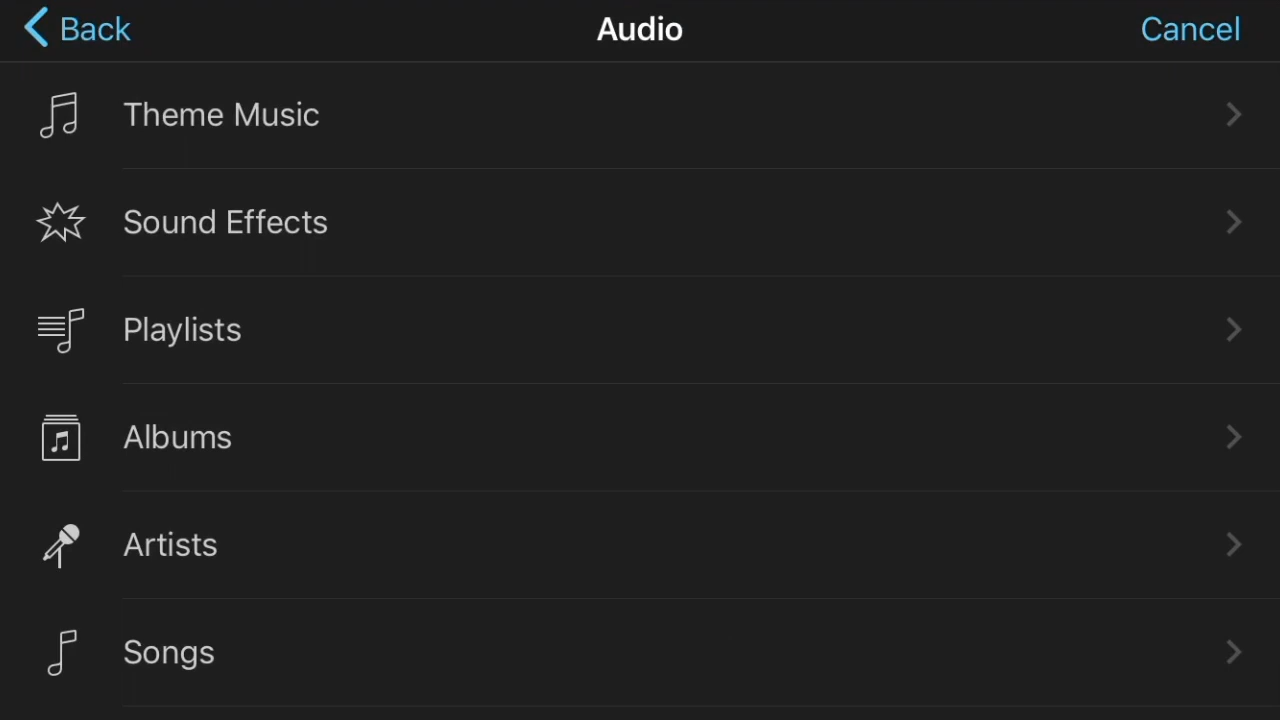 Back
Audio
Cancel
Theme Music
Sound Effects
Playlists
Albums
Artists
Songs